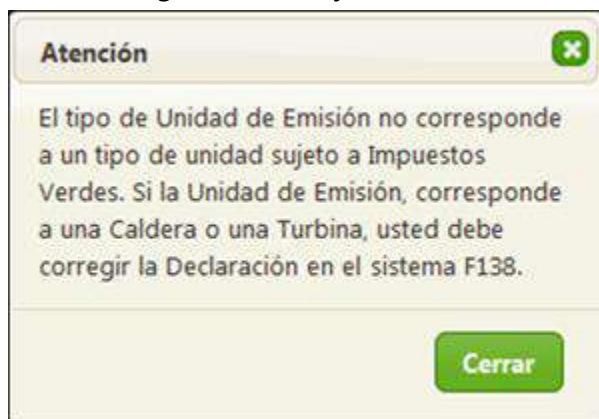 Atención
El tipo de Unidad de Emisión no corresponde
a un tipo de unidad sujeto a Impuestos
Verdes. Si la Unidad de Emisión, corresponde
a una Caldera o una Turbina, usted debe
corregir la Declaración en el sistema F138.
Cerrar